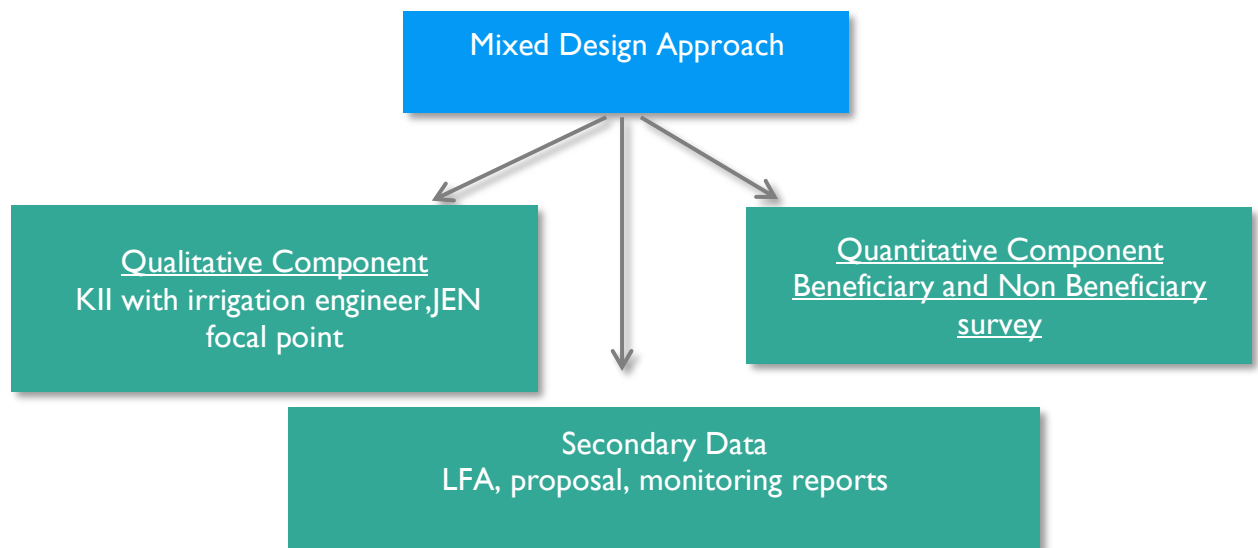 Mixed Design Approach
Qualitative Component
KII with irrigation engineer,JEN
focal point
Quantitative Component
Beneficiary and Non Beneficiary
survey
Secondary Data
LFA, proposal, monitoring reports